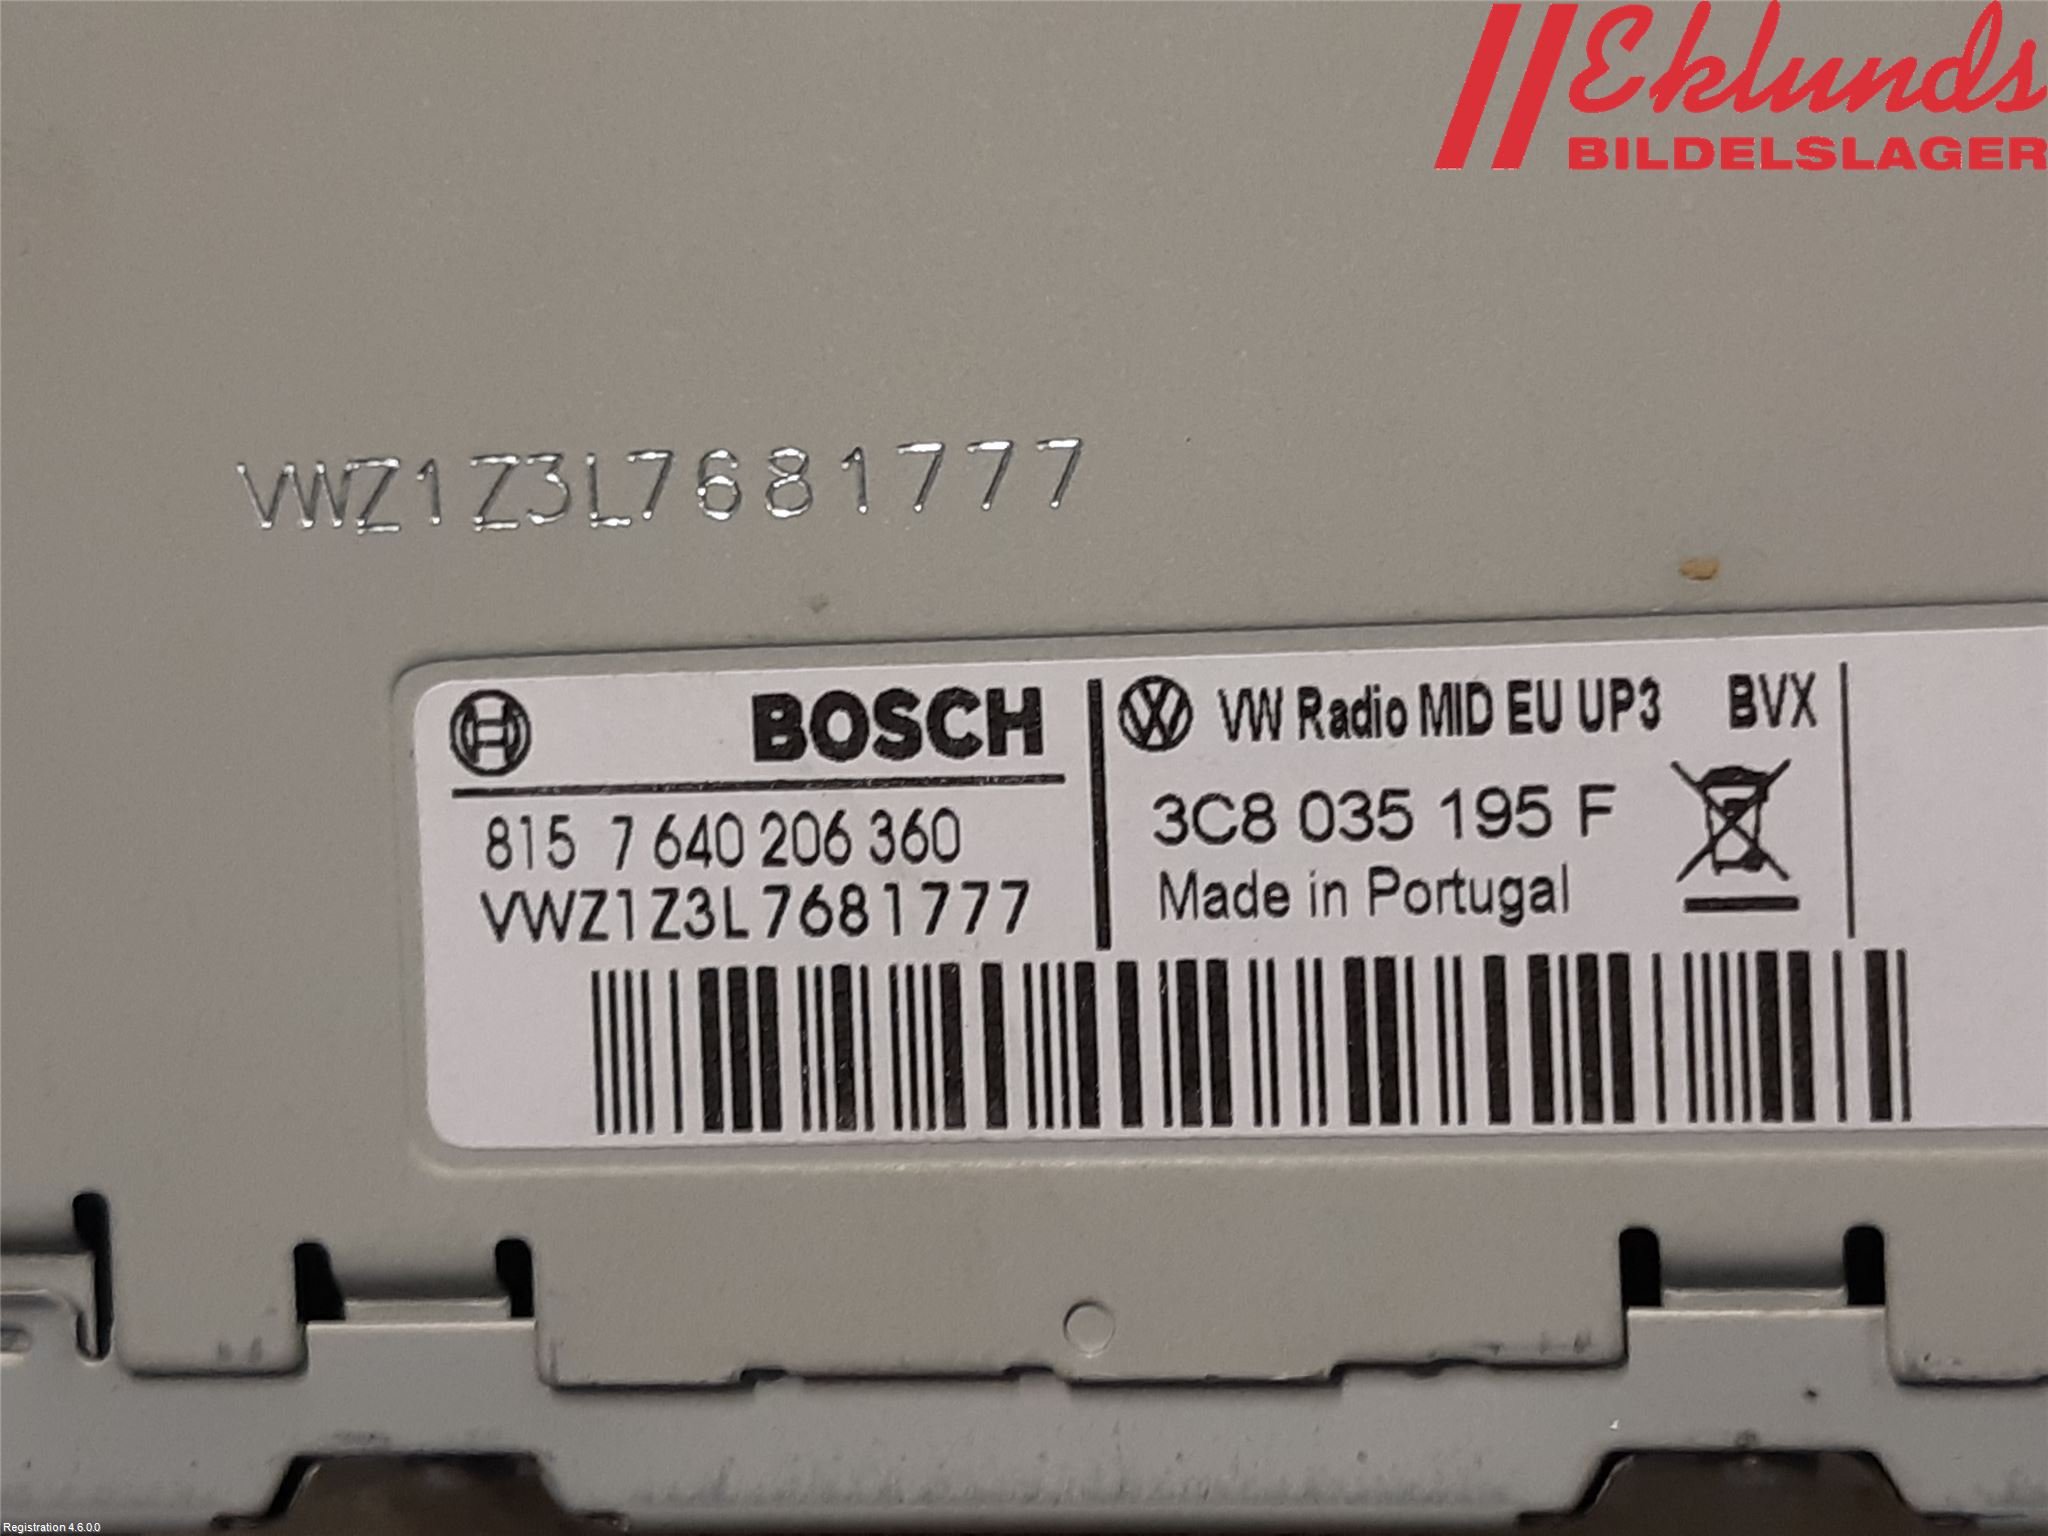 Eklunds
BILDELSLAGER
VWZ1Z3L7681777
BOSCH
815 7 640 206 360
VWZ1Z3L7681777
VW Radio MID EU UP3 BVX
3C8 035 195 F
Made in Portugal
Registration 4.6.0.0